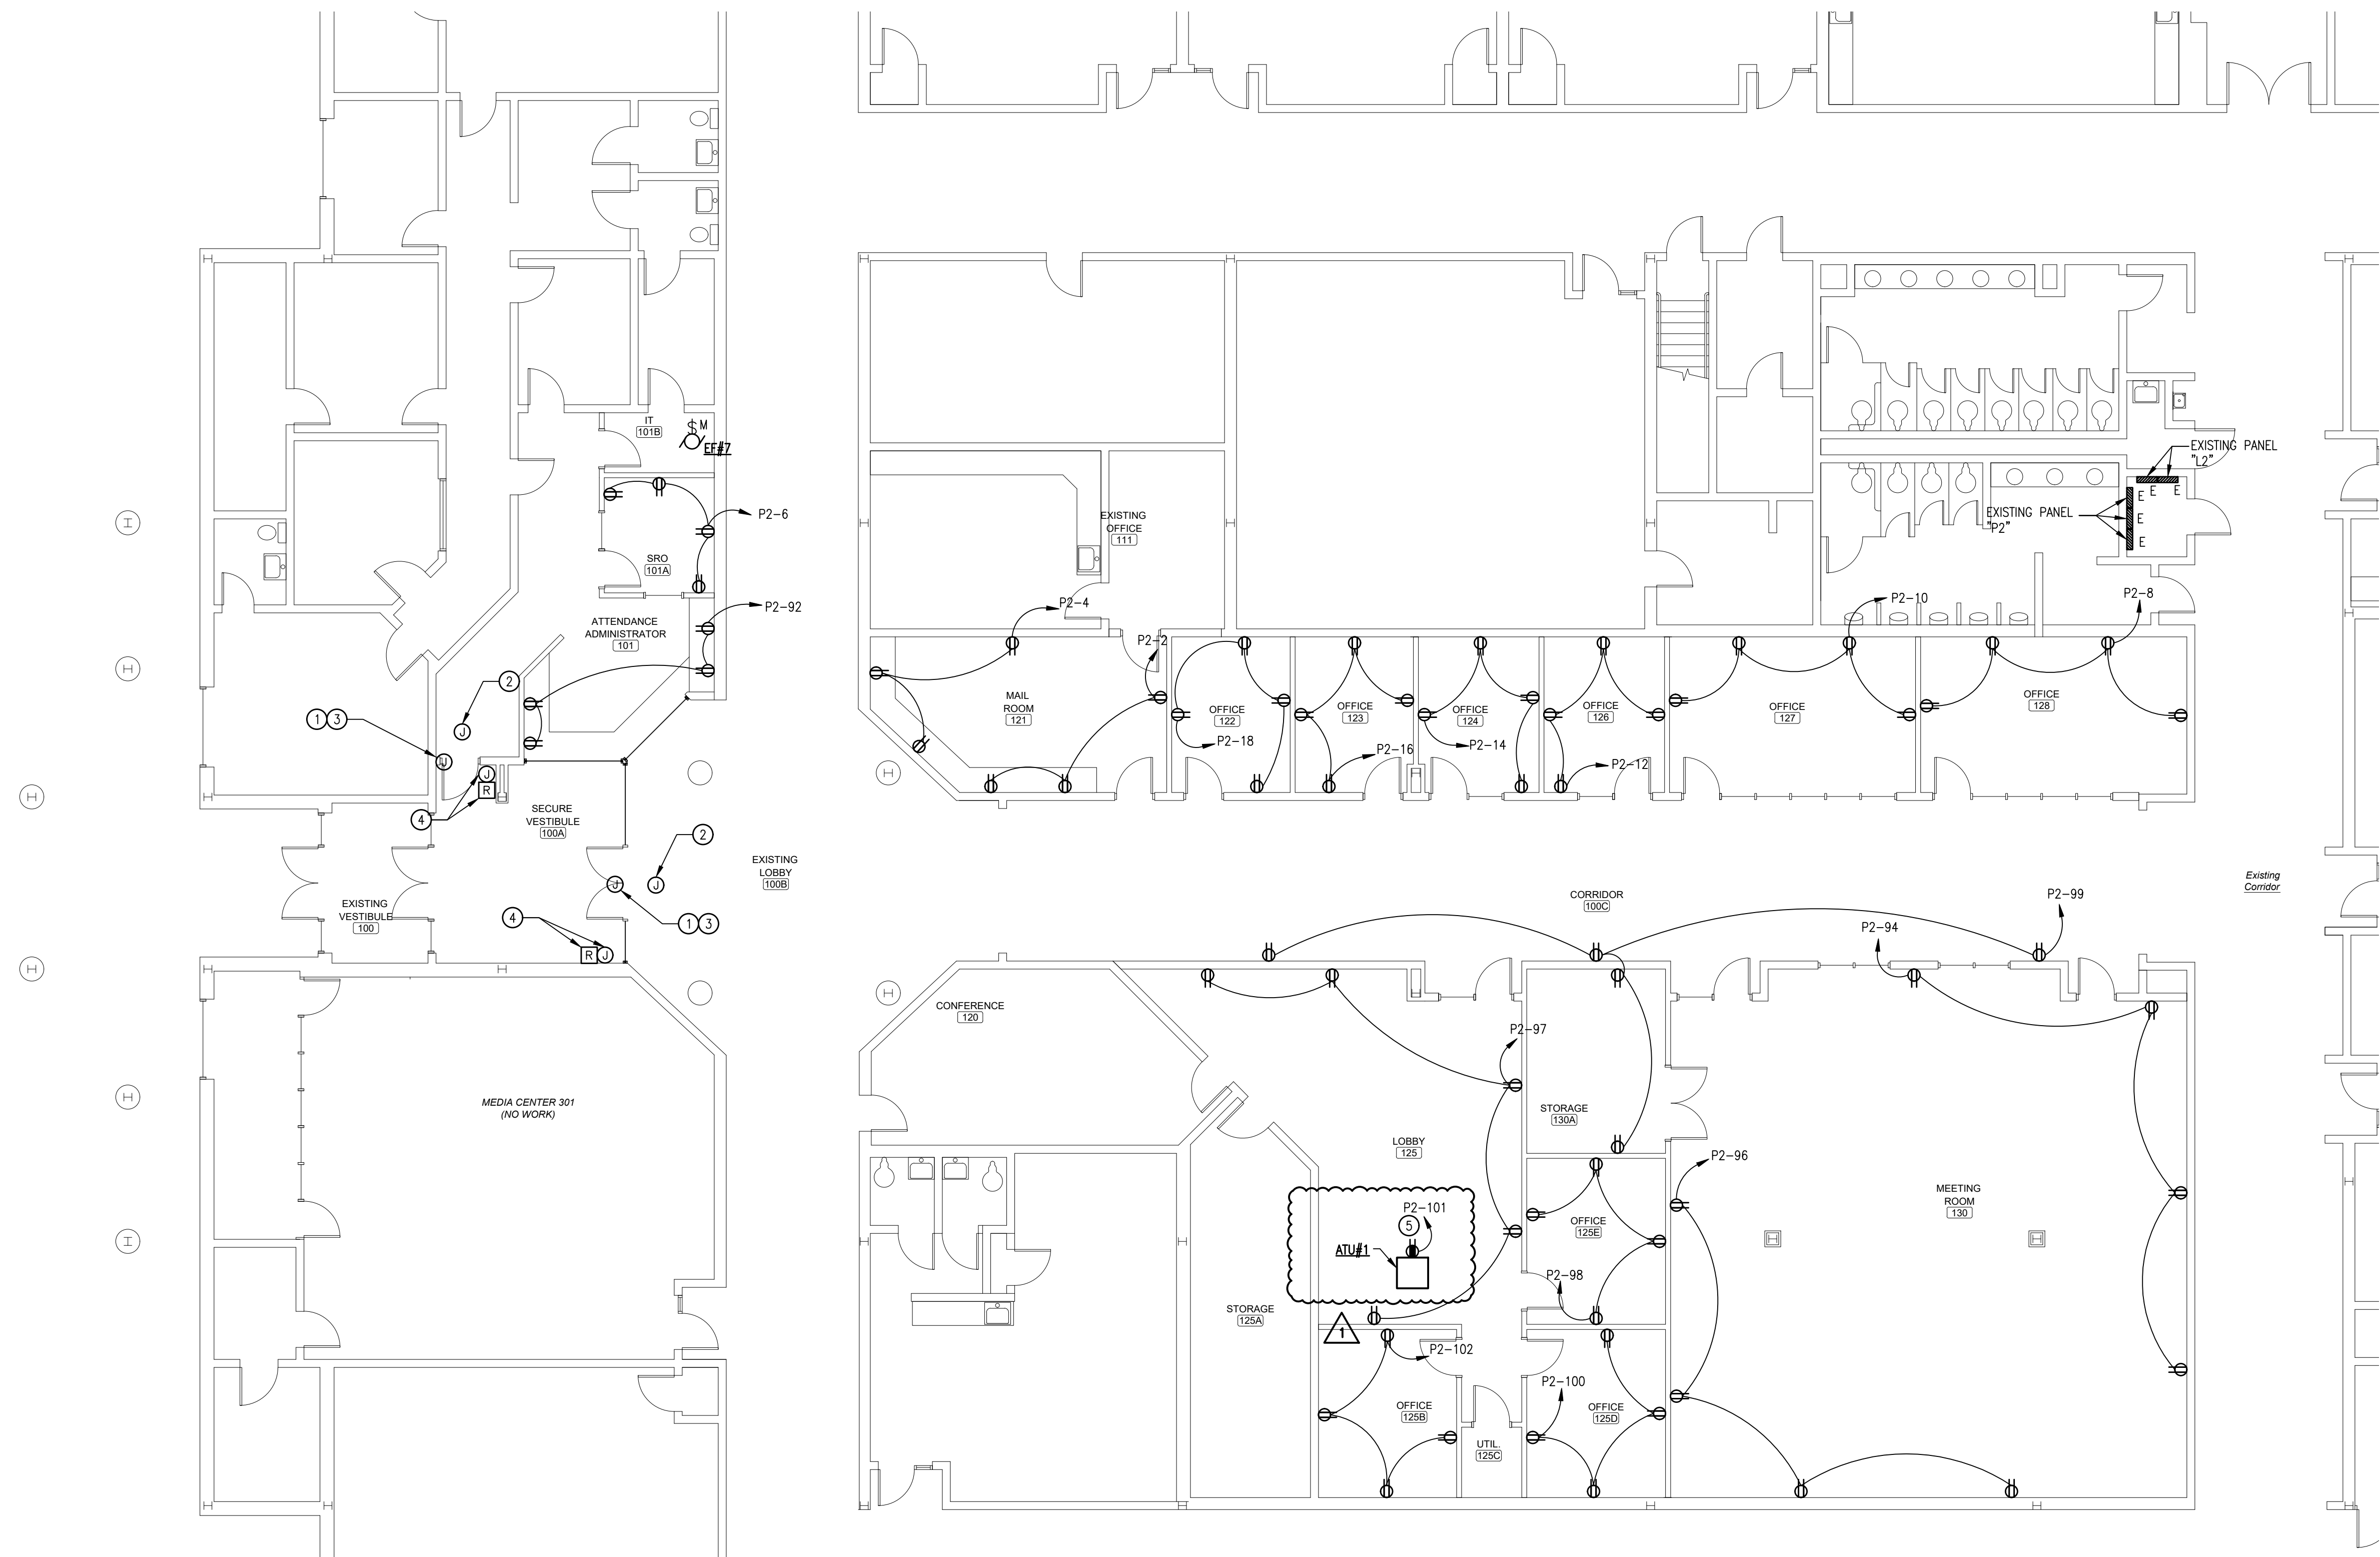 IT
101B
$M
EF#7
EXISTING PANEL
"L2"
E
E
E
EXISTING PANEL
"P2"
E
E
P2-6
EXISTING
OFFICE
111
SRO
101A
P2-92
P2-4
P2-10
P2-8
ATTENDANCE
ADMINISTRATOR
101
P2-2
2
1
3
J
J
MAIL
ROOM
121
OFFICE
122
OFFICE
123
OFFICE
124
OFFICE
126
OFFICE
127
OFFICE
128
P2-18
P2-16
P2-14
P2-12
J
R
4
SECURE
VESTIBULE
100A
2
EXISTING
LOBBY
100B
J
J
Existing
Corridor
CORRIDOR
100C
P2-99
EXISTING
VESTIBULE
100
4
1
3
P2-94
R
J
CONFERENCE
120
P2-97
MEDIA CENTER 301
(NO WORK)
STORAGE
130A
LOBBY
125
P2-96
MEETING
ROOM
130
P2-101
5
OFFICE
125E
ATU#1
P2-98
STORAGE
125A
1
P2-102
P2-100
OFFICE
125B
OFFICE
125D
UTIL.
125C